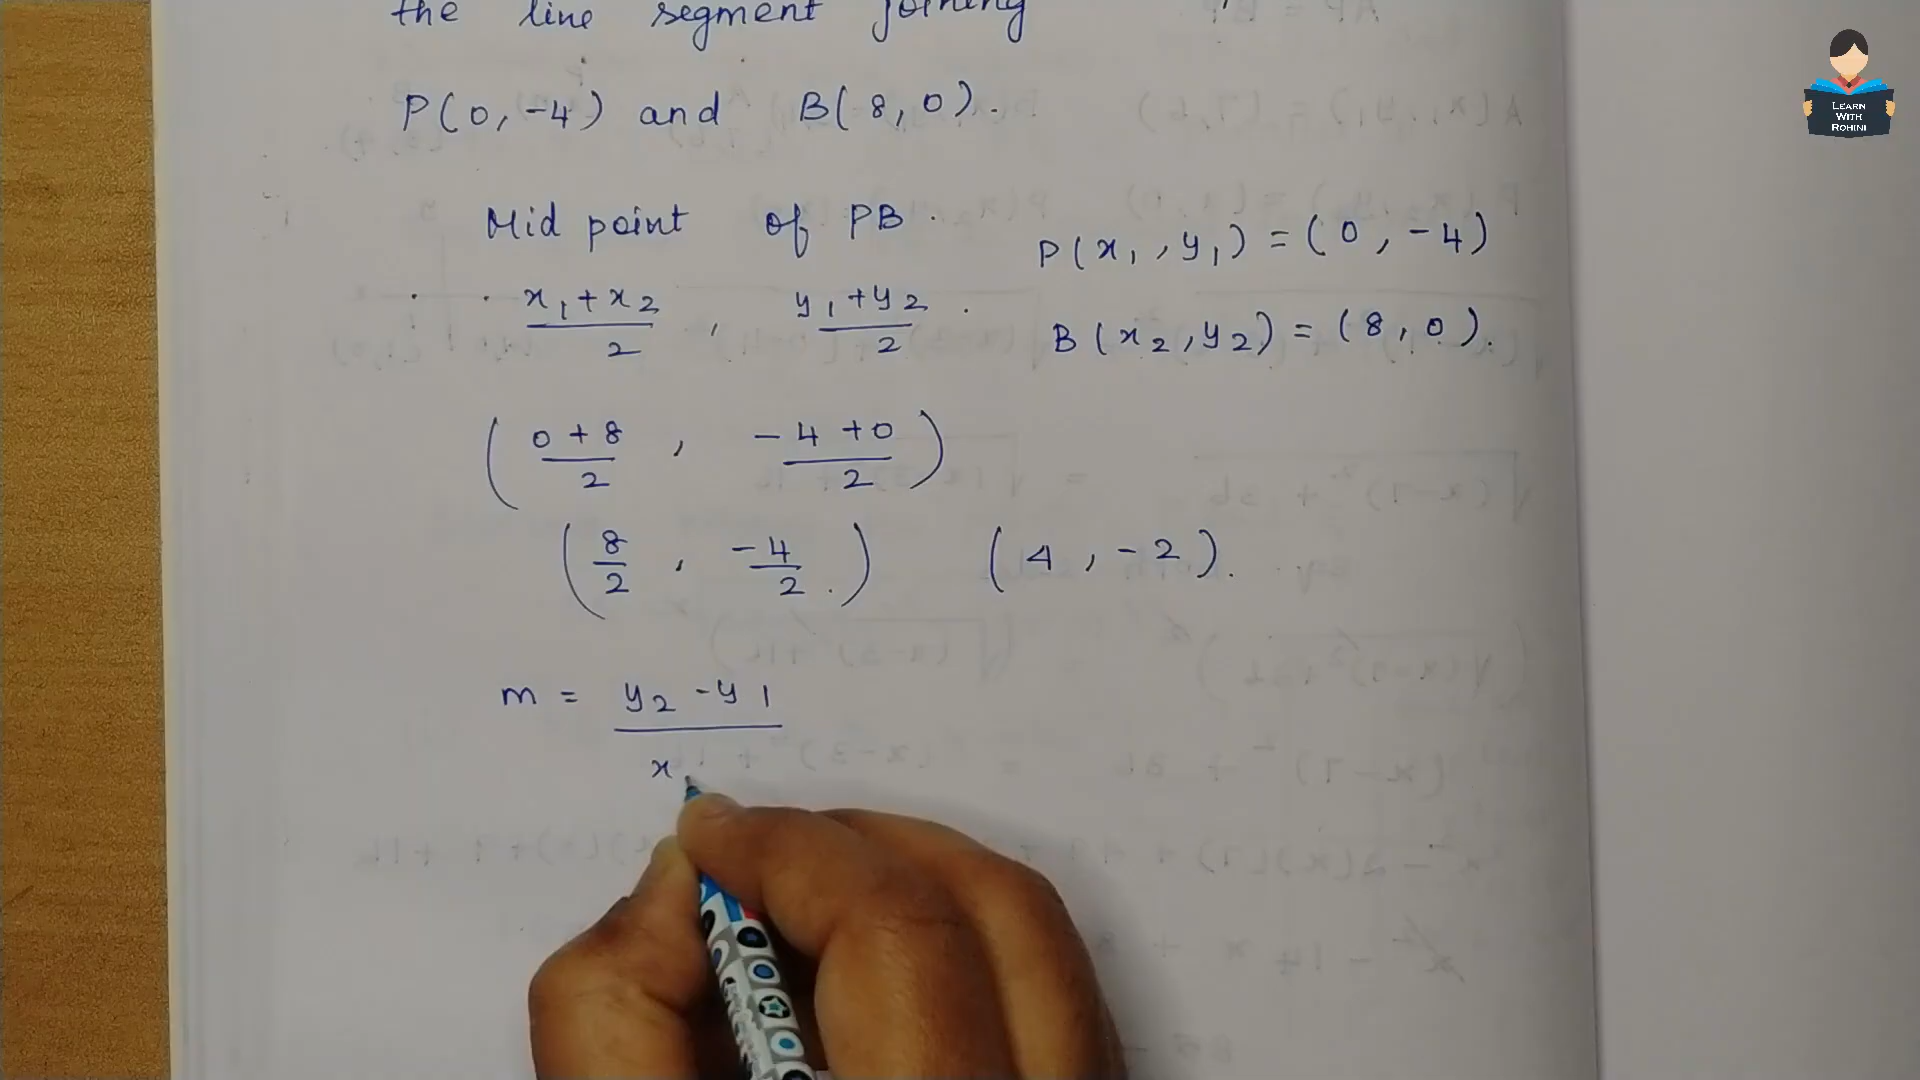 the line segment joining
P(0,-4) and B(8,0).
Mid point of PB.
x₁+x₂/2 , y₁+y₂/2 .
P(x₁,y₁) = (0,-4)
B(x₂,y₂) = (8,0).
(0+8/2 , -4+0/2)
(8/2 , -4/2.) (4,-2).
m = y₂-y₁/x
LEARN
WITH
ROHINI